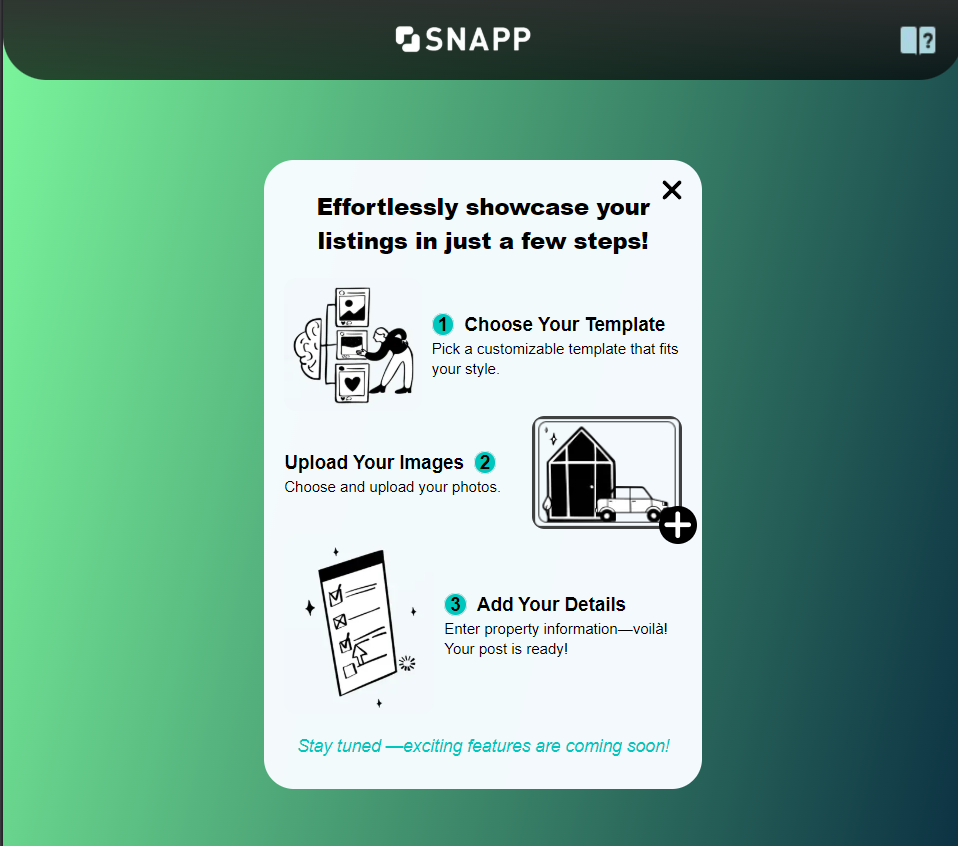 SNAPP
?
Effortlessly showcase your
listings in just a few steps!
1 Choose Your Template
Pick a customizable template that fits
your style.
Upload Your Images 2
Choose and upload your photos.
3 Add Your Details
Enter property information—voilà!
Your post is ready!
Stay tuned —exciting features are coming soon!